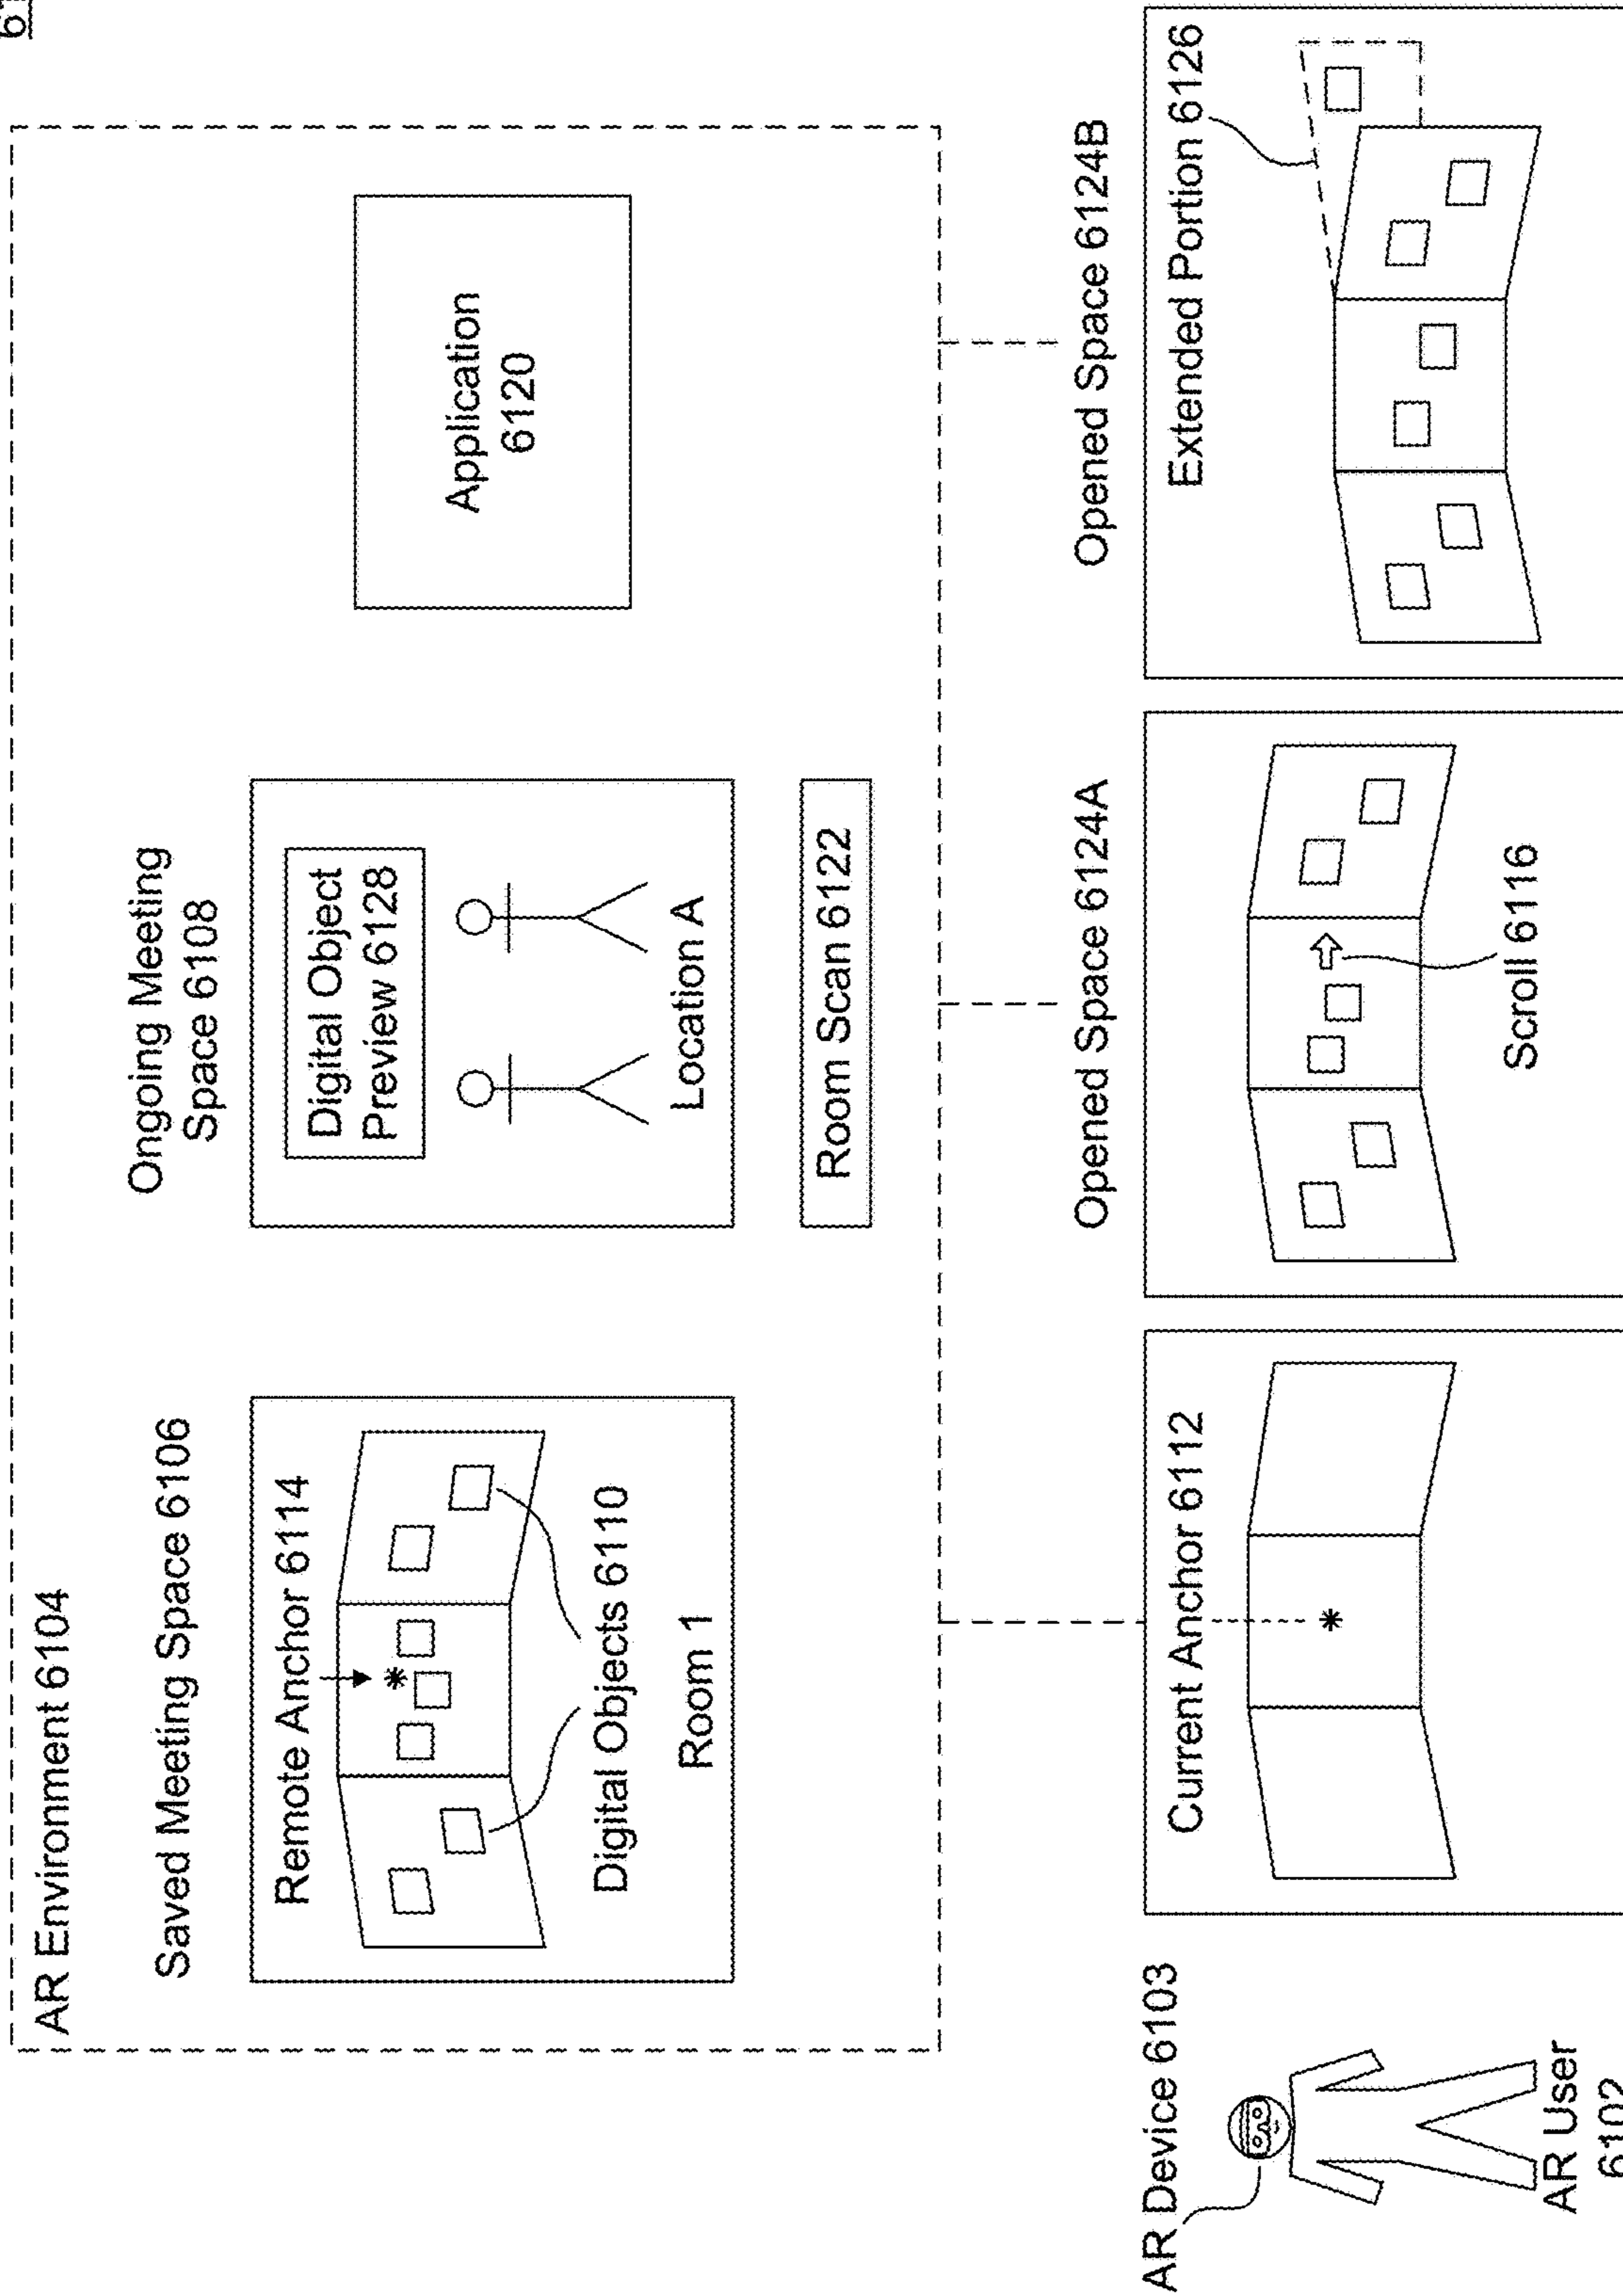 AR Environment 6104
Saved Meeting Space 6106
Remote Anchor 6114
Digital Objects 6110
Room 1
Ongoing Meeting
Space 6108
Digital Object
Preview 6128
Location A
Room Scan 6122
Application
6120
AR Device 6103
AR User
6102
Current Anchor 6112
Opened Space 6124A
Scroll 6116
Opened Space 6124B
Extended Portion 6126